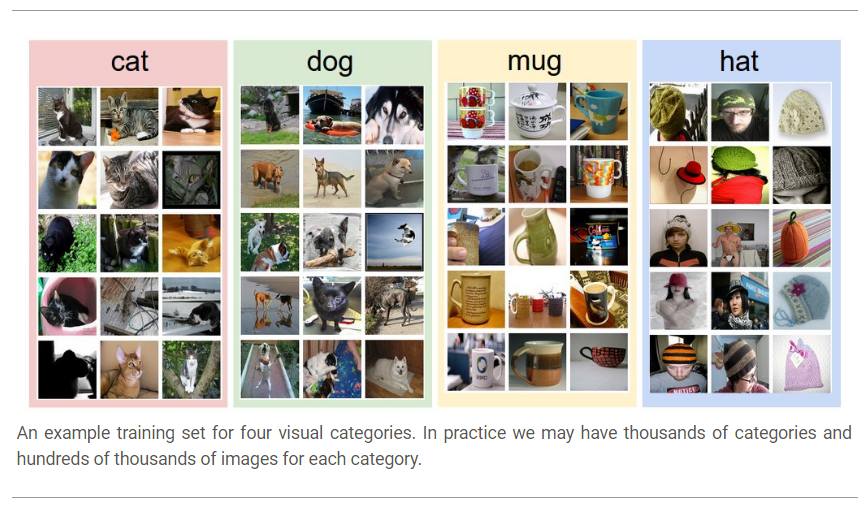 cat
dog
mug
hat
An example training set for four visual categories. In practice we may have thousands of categories and
hundreds of thousands of images for each category.